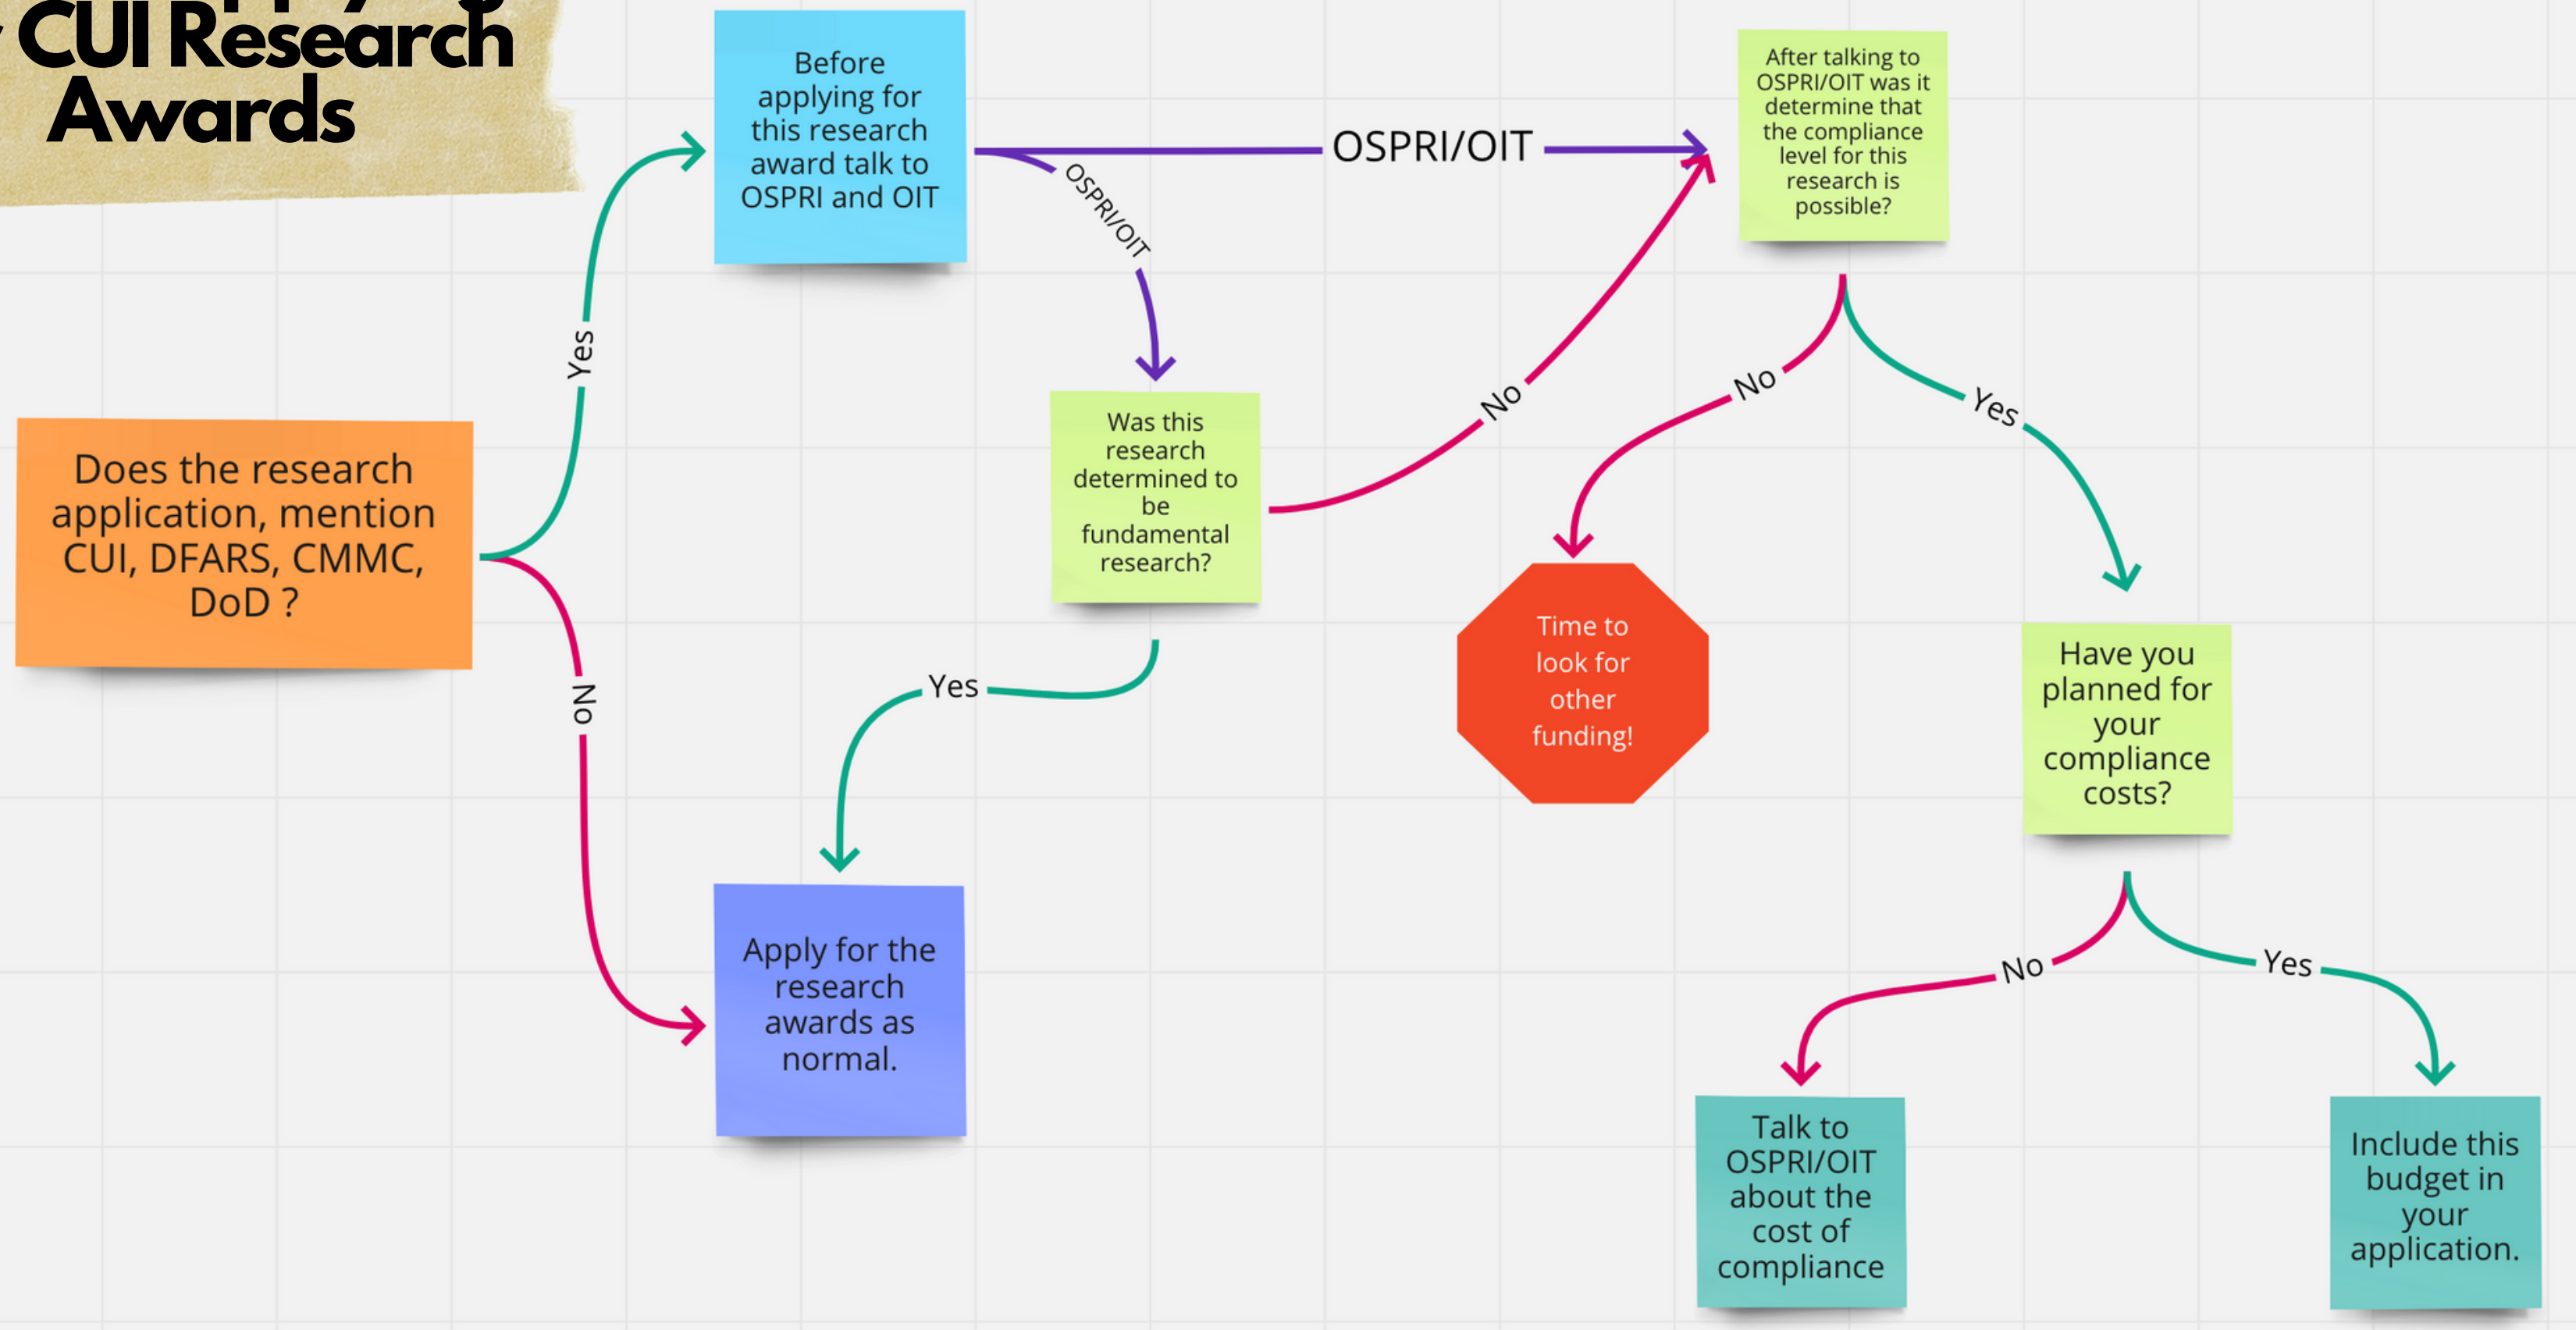 CUI Research
Awards
Before
applying for
this research
award talk to
OSPRI and OIT
OSPRI/OIT
After talking to
OSPRI/OIT was it
determine that
the compliance
level for this
research is
possible?
OSPRI/OIT
Yes
Does the research
application, mention
CUI, DFARS, CMMC,
DoD ?
No
Was this
research
determined to
be
fundamental
research?
No
No
Yes
Yes
Time to
look for
other
funding!
Have you
planned for
your
compliance
costs?
Apply for the
research
awards as
normal.
No
Yes
Talk to
OSPRI/OIT
about the
cost of
compliance
Include this
budget in
your
application.